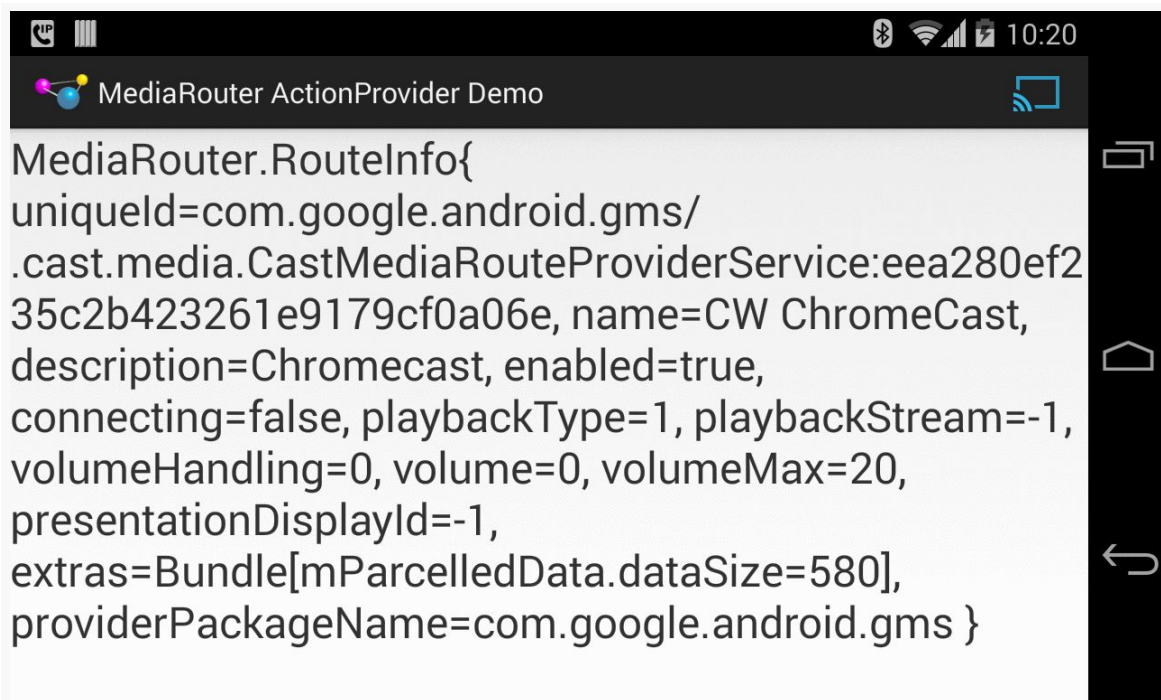 10:20
MediaRouter ActionProvider Demo
MediaRouter.RouteInfo{
uniqueId=com.google.android.gms/
.cast.media.CastMediaRouteProviderService:eea280ef2
35c2b423261e9179cf0a06e, name=CW ChromeCast,
description=Chromecast, enabled=true,
connecting=false, playbackType=1, playbackStream=-1,
volumeHandling=0, volume=0, volumeMax=20,
presentationDisplayId=-1,
extras=Bundle[mParcelledData.dataSize=580],
providerPackageName=com.google.android.gms }